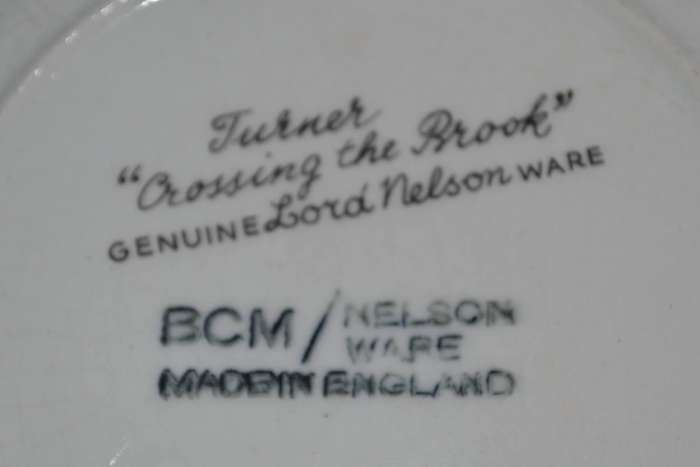 Turner
“Crossing the Brook”
GENUINE Lord Nelson WARE
BCM/NELSON
WARE
MADE IN ENGLAND